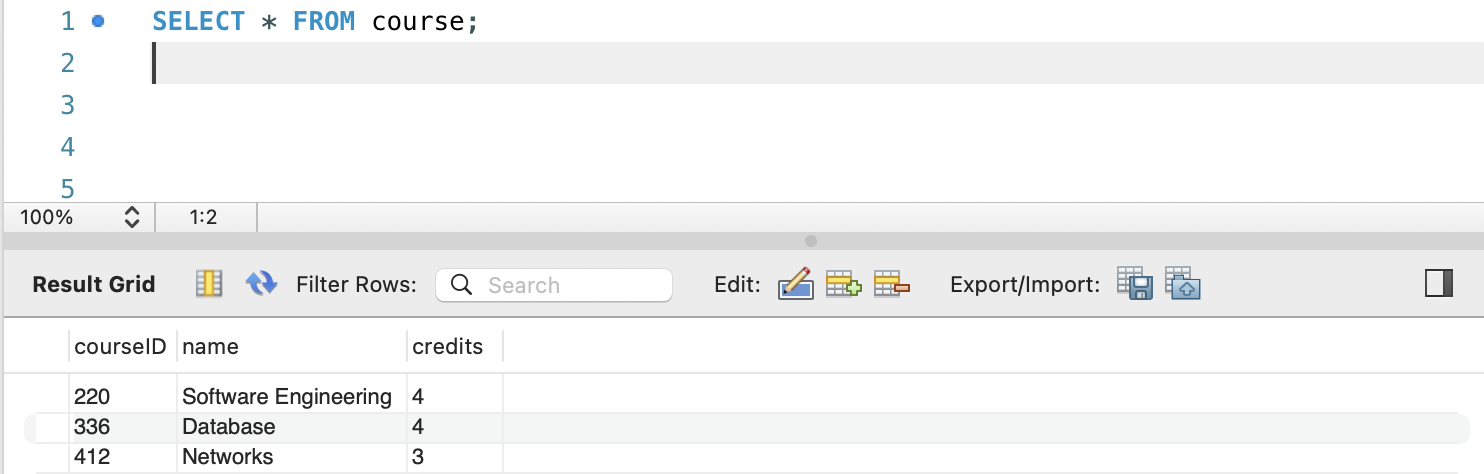 1 SELECT * FROM course;
2
3
4
5
100% 1:2
Result Grid Filter Rows: Search Edit: Export/Import:
courseID name credits
220 Software Engineering 4
336 Database 4
412 Networks 3